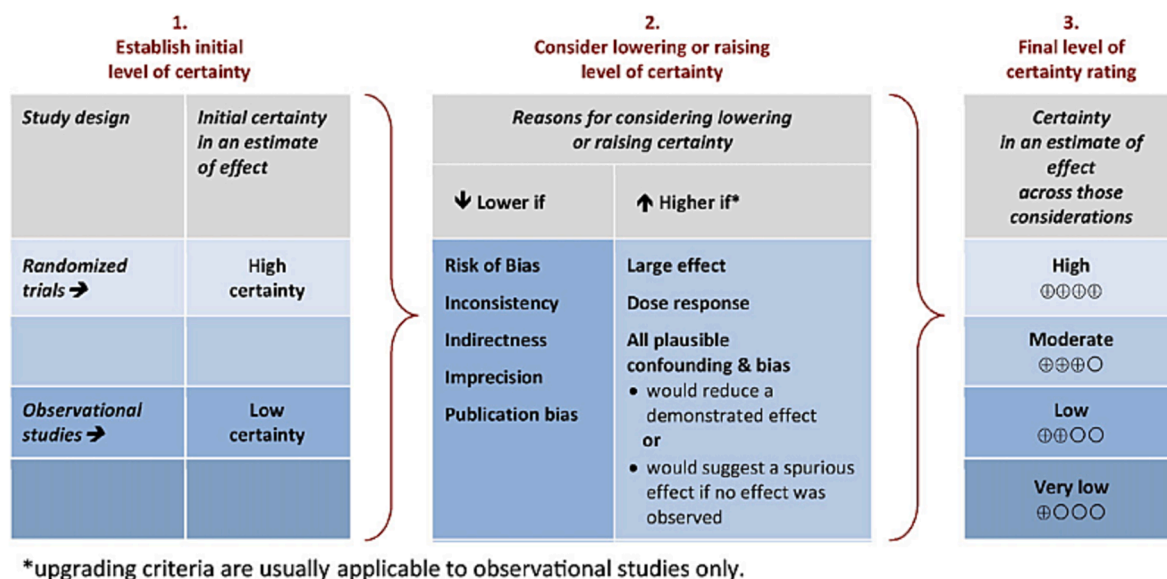 1.
Establish initial
level of certainty
2.
Consider lowering or raising
level of certainty
3.
Final level of
certainty rating
Study design
Initial certainty
in an estimate
of effect
Reasons for considering lowering
or raising certainty
🡻 Lower if
🡹 Higher if*
Certainty
in an estimate of
effect
across those
considerations
Randomized
trials ➔
High
certainty
Observational
studies ➔
Low
certainty
Risk of Bias
Inconsistency
Indirectness
Imprecision
Publication bias
Large effect
Dose response
All plausible
confounding & bias
• would reduce a
demonstrated effect
or
• would suggest a spurious
effect if no effect was
observed
High
⊕⊕⊕⊕
Moderate
⊕⊕⊕○
Low
⊕⊕○○
Very low
⊕○○○
*upgrading criteria are usually applicable to observational studies only.